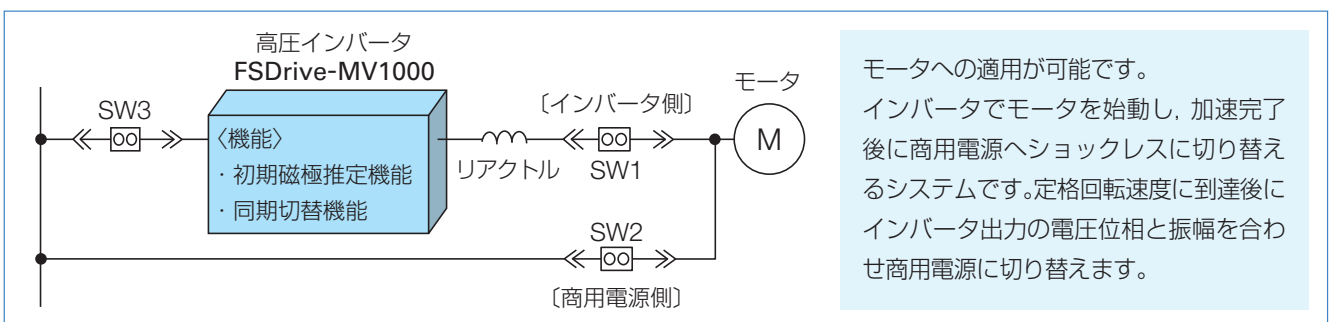 高圧インバータ
FSDrive-MV1000
SW3
〈機能〉
・初期磁極推定機能
・同期切替機能
リアクトル
〔インバータ側〕
SW1
モータ
M
SW2
〔商用電源側〕
モータへの適用が可能です。
インバータでモータを始動し, 加速完了
後に商用電源へショックレスに切り替え
るシステムです。定格回転速度に到達後に
インバータ出力の電圧位相と振幅を合わ
せ商用電源に切り替えます。